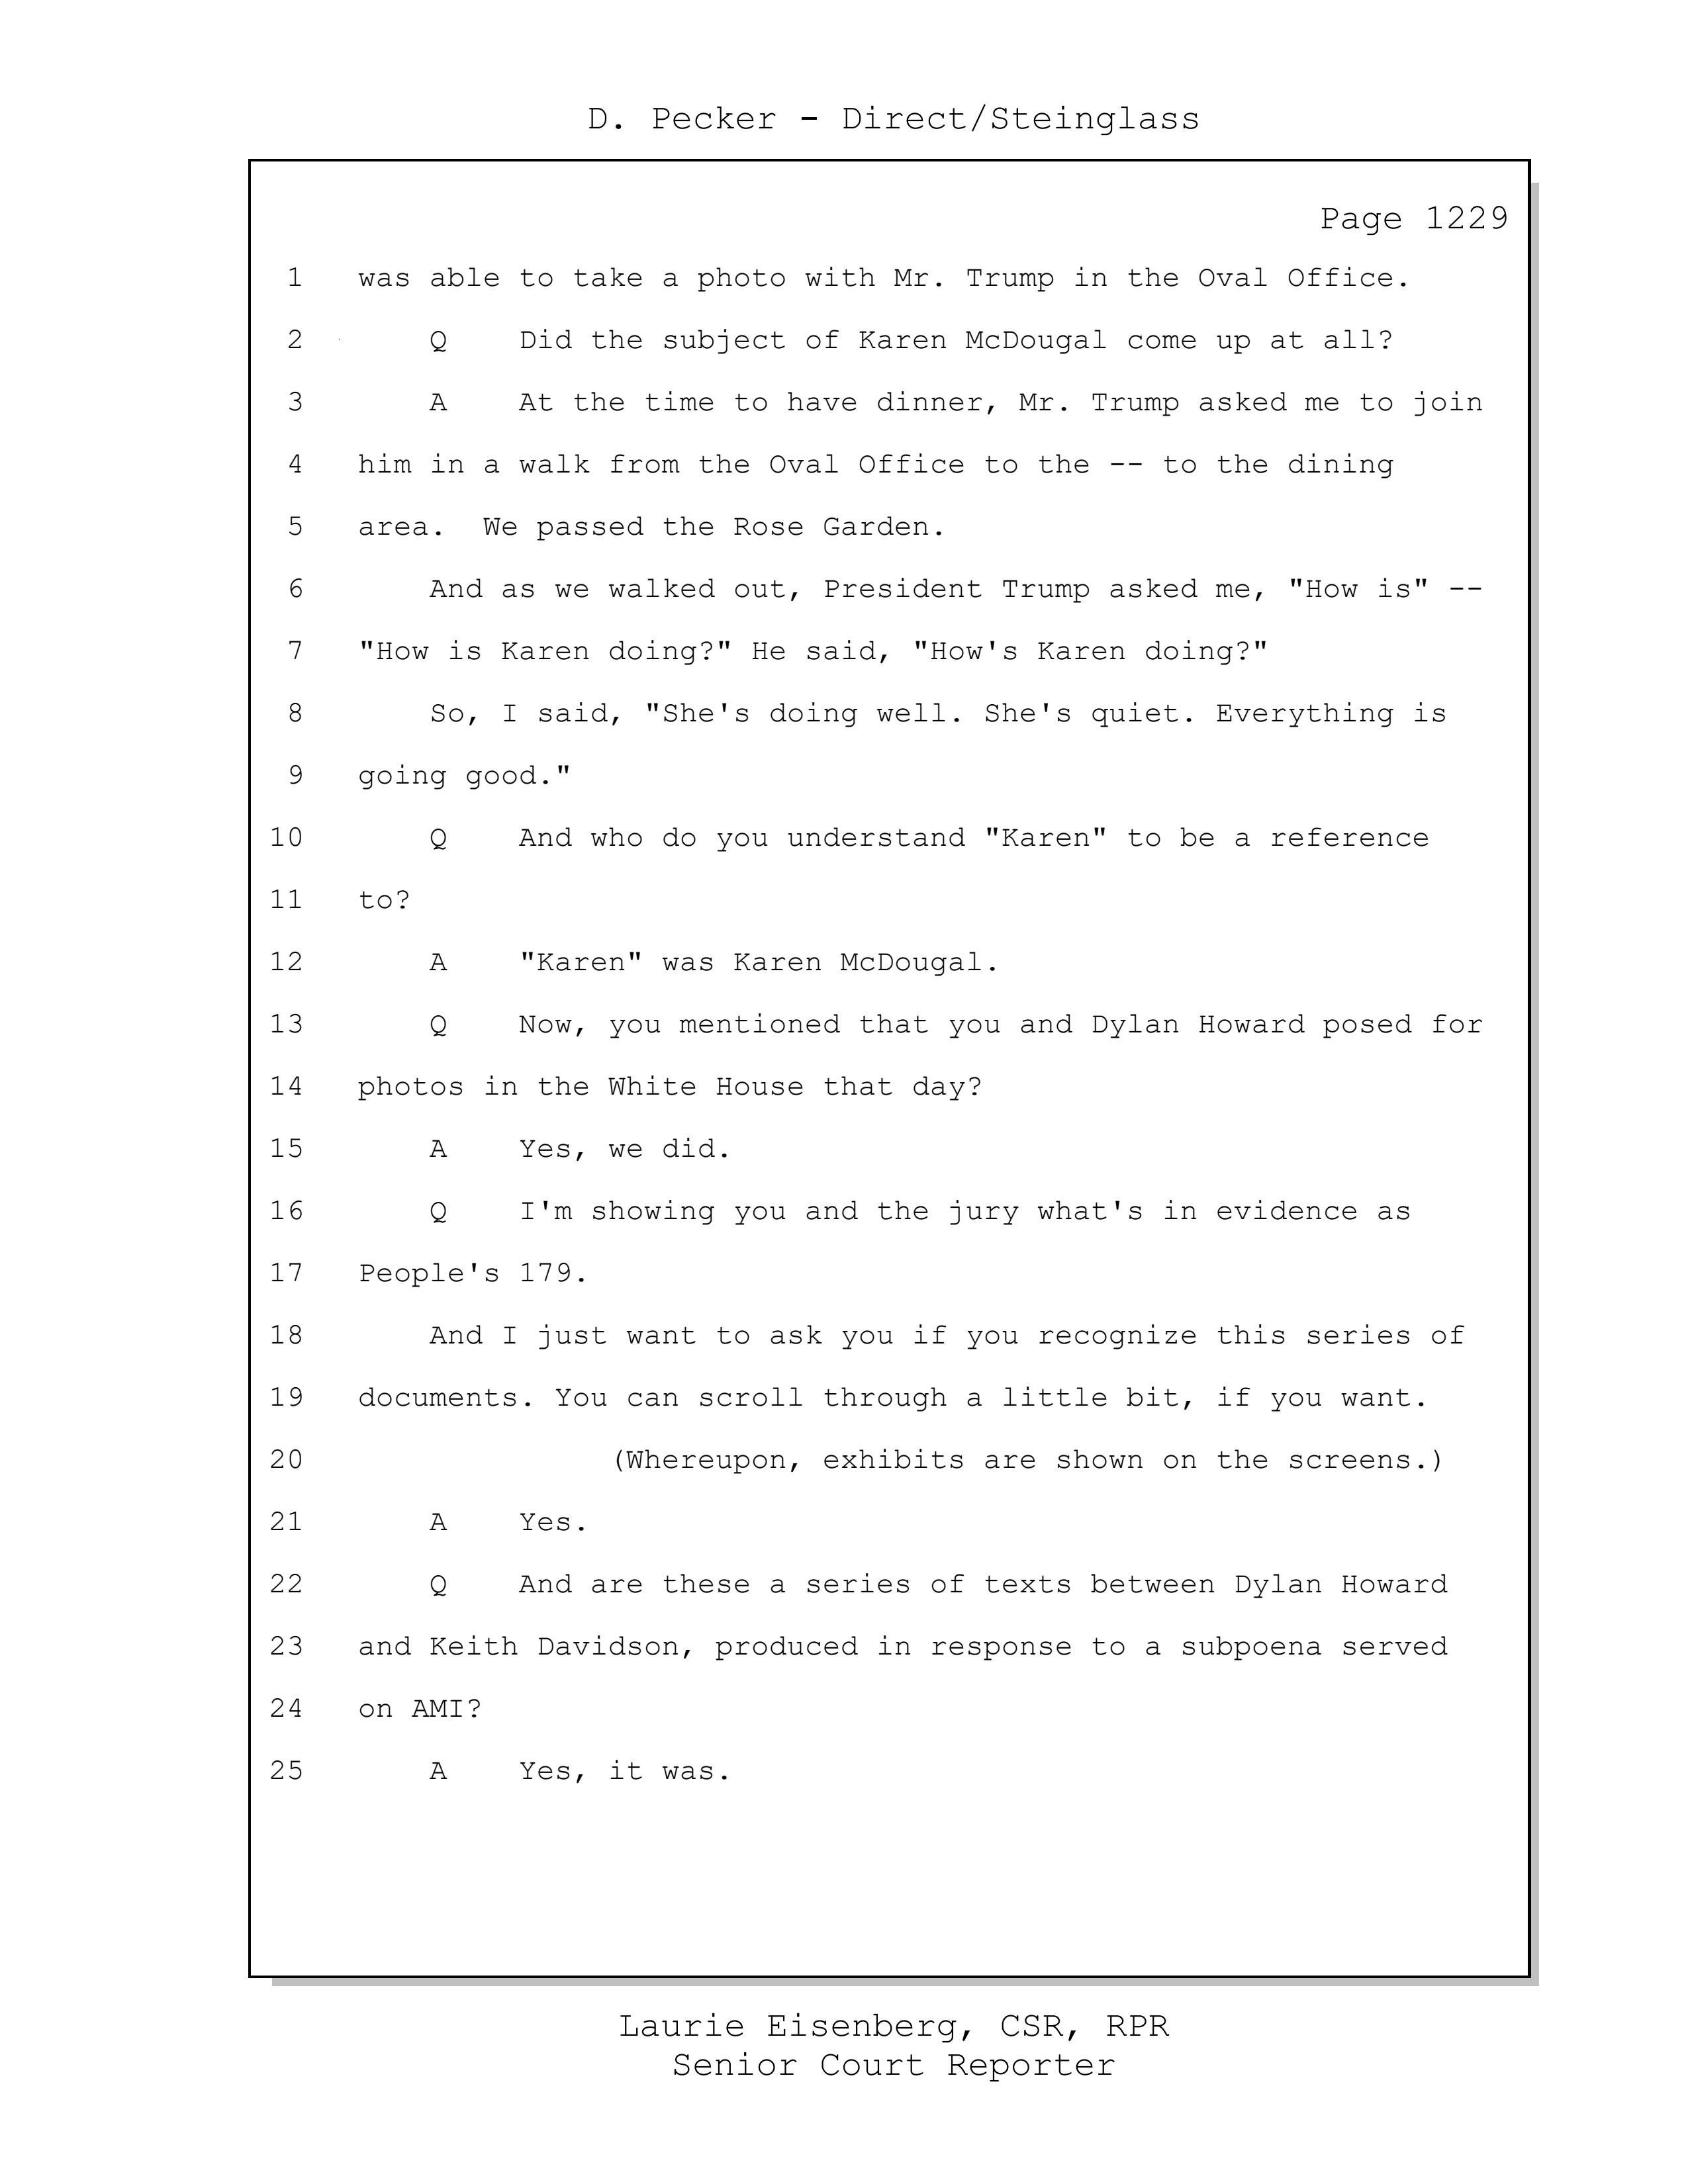 D. Pecker - Direct/Steinglass
Page 1229
1 was able to take a photo with Mr. Trump in the Oval Office.
2 Q Did the subject of Karen McDougal come up at all?
3 A At the time to have dinner, Mr. Trump asked me to join
4 him in a walk from the Oval Office to the -- to the dining
5 area. We passed the Rose Garden.
6 And as we walked out, President Trump asked me, "How is" --
7 "How is Karen doing?" He said, "How's Karen doing?"
8 So, I said, "She's doing well. She's quiet. Everything is
9 going good."
10 Q And who do you understand "Karen" to be a reference
11 to?
12 A "Karen" was Karen McDougal.
13 Q Now, you mentioned that you and Dylan Howard posed for
14 photos in the White House that day?
15 A Yes, we did.
16 Q I'm showing you and the jury what's in evidence as
17 People's 179.
18 And I just want to ask you if you recognize this series of
19 documents. You can scroll through a little bit, if you want.
20 (Whereupon, exhibits are shown on the screens.)
21 A Yes.
22 Q And are these a series of texts between Dylan Howard
23 and Keith Davidson, produced in response to a subpoena served
24 on AMI?
25 A Yes, it was.
Laurie Eisenberg, CSR, RPR
Senior Court Reporter